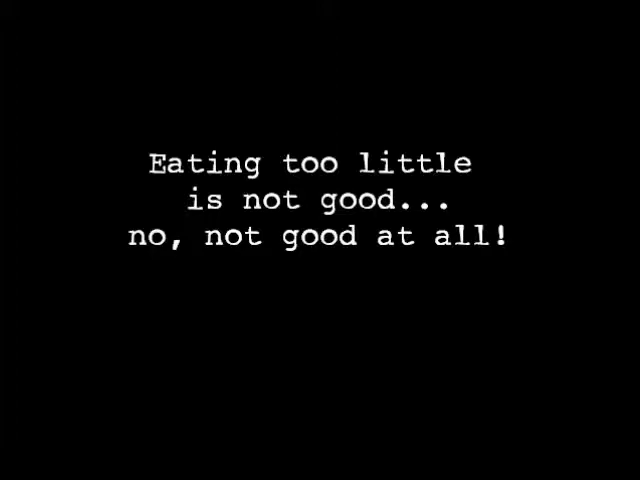 Eating too little
is not good...
no, not good at all!